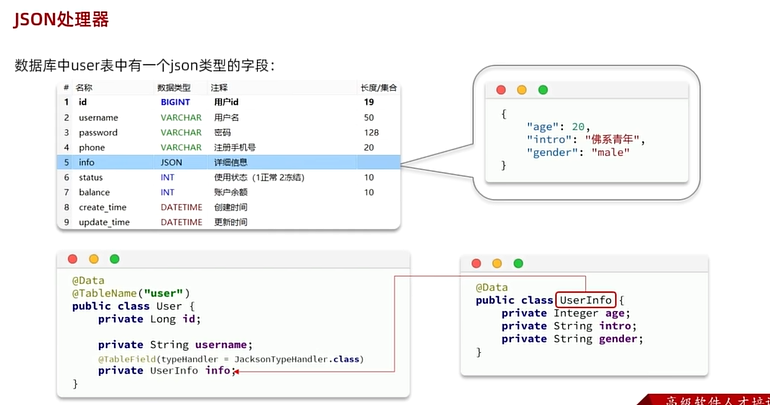 JSON处理器
数据库中user表中有一个json类型的字段：
# 名称 数据类型 注释 长度/集合
1 id BIGINT 用户id 19
2 username VARCHAR 用户名 50
3 password VARCHAR 密码 128
4 phone VARCHAR 注册手机号 20
5 info JSON 详细信息
6 status INT 使用状态（1正常 2冻结） 10
7 balance INT 账户余额 10
8 create_time DATETIME 创建时间
9 update_time DATETIME 更新时间
{
"age": 20,
"intro": "佛系青年",
"gender": "male"
}
@Data
@TableName("user")
public class User {
private Long id;
private String username;
@TableField(typeHandler = JacksonTypeHandler.class)
private UserInfo info;
}
@Data
public class UserInfo {
private Integer age;
private String intro;
private String gender;
}
高级软件人才培